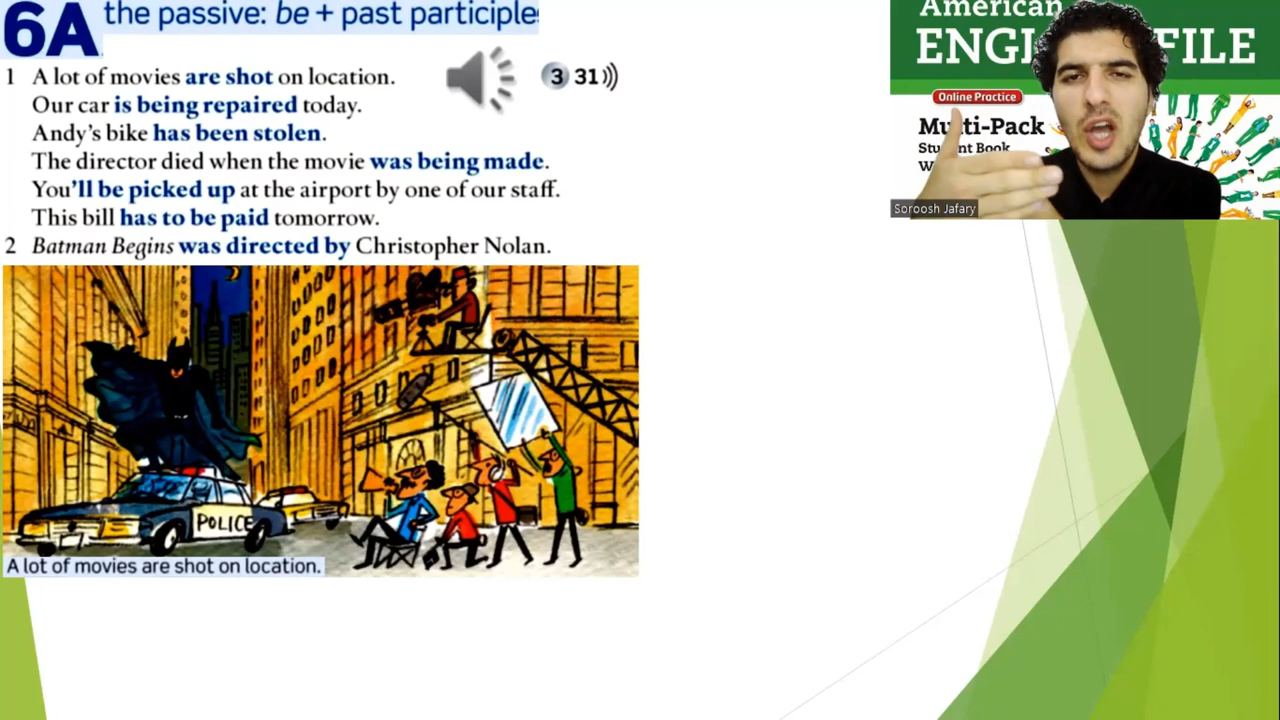 6A the passive: be + past participle
1 A lot of movies are shot on location.
3 31
Our car is being repaired today.
Andy's bike has been stolen.
The director died when the movie was being made.
You'll be picked up at the airport by one of our staff.
This bill has to be paid tomorrow.
2 Batman Begins was directed by Christopher Nolan.
POLICE
A lot of movies are shot on location.
American
FILE
Online Practice
Multi-Pack
Soroosh Jafary